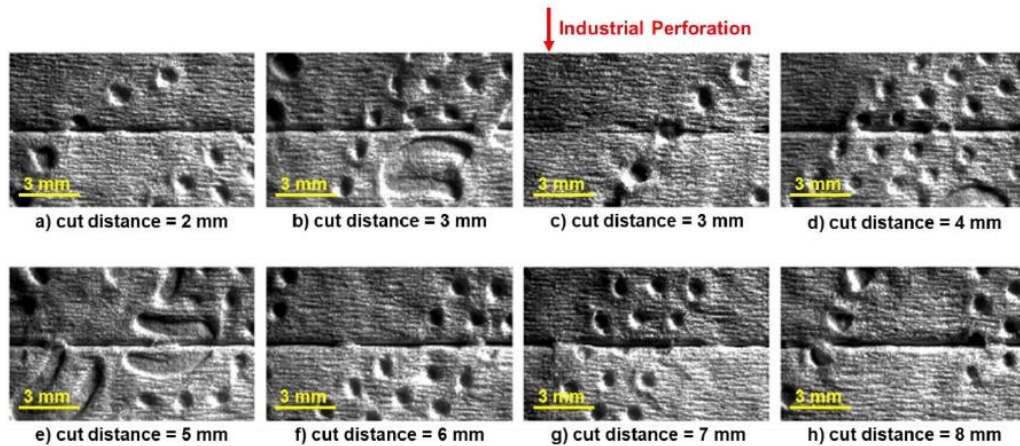 Industrial Perforation
3 mm
3 mm
3 mm
3 mm
a) cut distance = 2 mm
b) cut distance = 3 mm
c) cut distance = 3 mm
d) cut distance = 4 mm
3 mm
3 mm
3 mm
3 mm
e) cut distance = 5 mm
f) cut distance = 6 mm
g) cut distance = 7 mm
h) cut distance = 8 mm